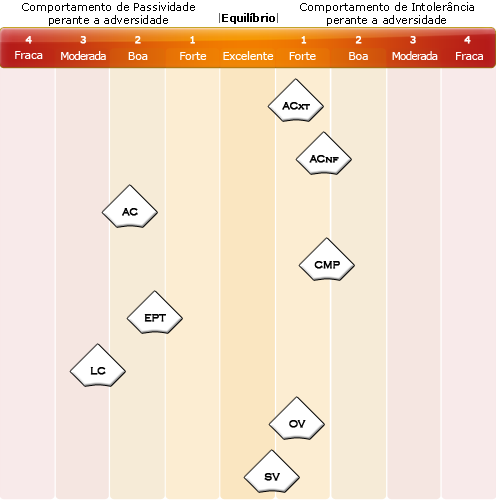 Comportamento de Passividade
perante a adversidade
|Equilíbrio|
Comportamento de Intolerância
perante a adversidade
4 3 2 1 1 2 3 4
Fraca Moderada Boa Forte Excelente Forte Boa Moderada Fraca
ACxt
ACnf
AC
CMP
EPT
LC
OV
SV